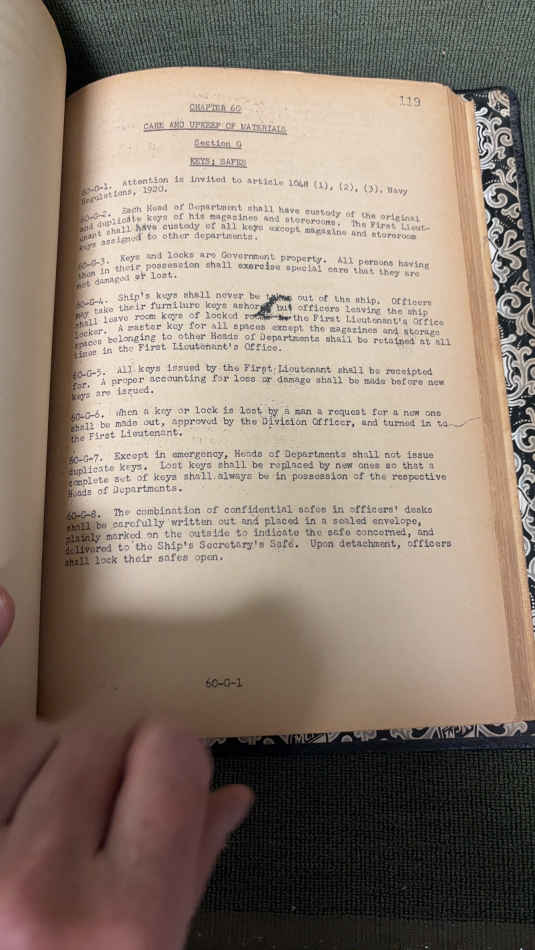 119
CHAPTER 60
CARE AND UPKEEP OF MATERIALS
Section G
KEYS; SAFES
60-G-1. Attention is invited to article 1048 (1), (2), (3), Navy
Regulations, 1920.
60-G-2. Each Head of Department shall have custody of the original
and duplicate keys of his magazines and storerooms. The First Lieut-
enant shall have custody of all keys except magazine and storeroom
keys assigned to other departments.
60-G-3. Keys and locks are Government property. All persons having
them in their possession shall exercise special care that they are
not damaged or lost.
60-G-4. Ship's keys shall never be taken out of the ship. Officers
may take their furniture keys ashore but officers leaving the ship
shall leave room keys of locked in the First Lieutenant's Office
locker. A master key for all spaces except the magazines and storage
spaces belonging to other Heads of Departments shall be retained at all
times in the First Lieutenant's Office.
60-G-5. All keys issued by the First Lieutenant shall be receipted
for. A proper accounting for loss or damage shall be made before new
keys are issued.
60-G-6. When a key or lock is lost by a man a request for a new one
shall be made out, approved by the Division Officer, and turned in to
the First Lieutenant.
60-G-7. Except in emergency, Heads of Departments shall not issue
duplicate keys. Lost keys shall be replaced by new ones so that a
complete set of keys shall always be in possession of the respective
Heads of Departments.
60-G-8. The combination of confidential safes in officers' desks
shall be carefully written out and placed in a sealed envelope,
plainly marked on the outside to indicate the safe concerned, and
delivered to the Ship's Secretary's Safe. Upon detachment, officers
shall lock their safes open.
60-G-1